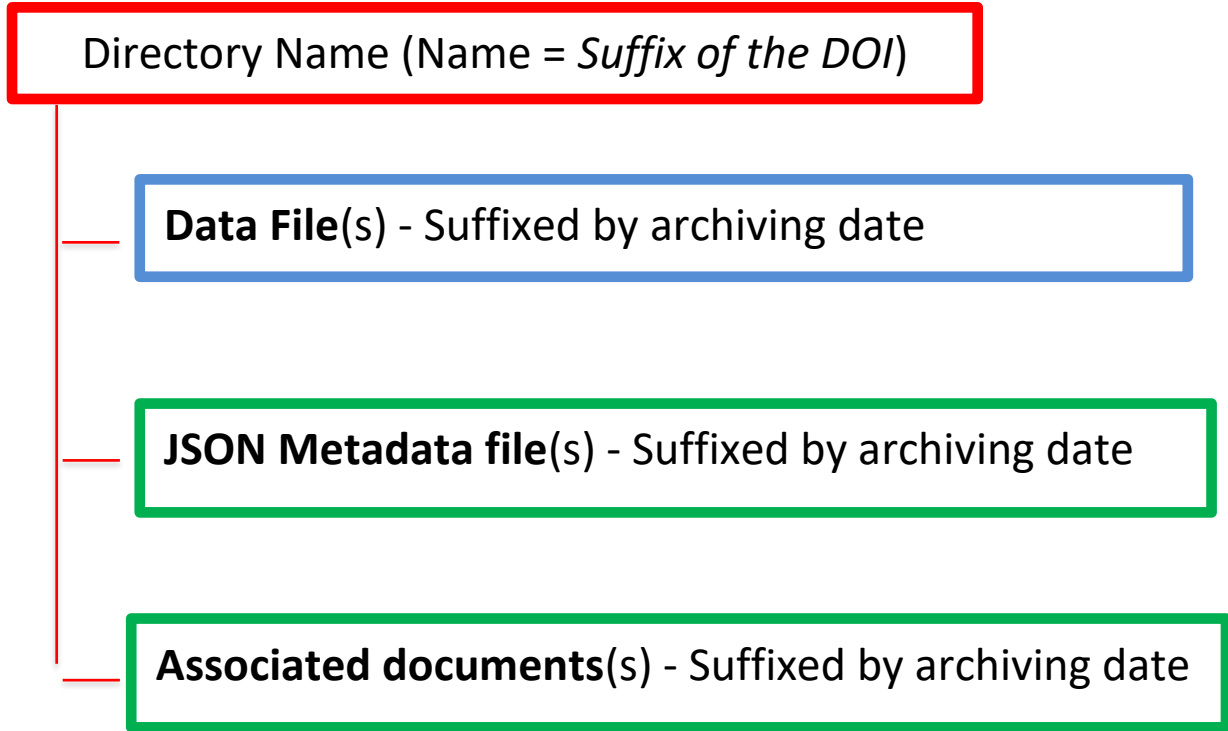 Directory Name (Name = Suffix of the DOI)
Data File(s) - Suffixed by archiving date
JSON Metadata file(s) - Suffixed by archiving date
Associated documents(s) - Suffixed by archiving date